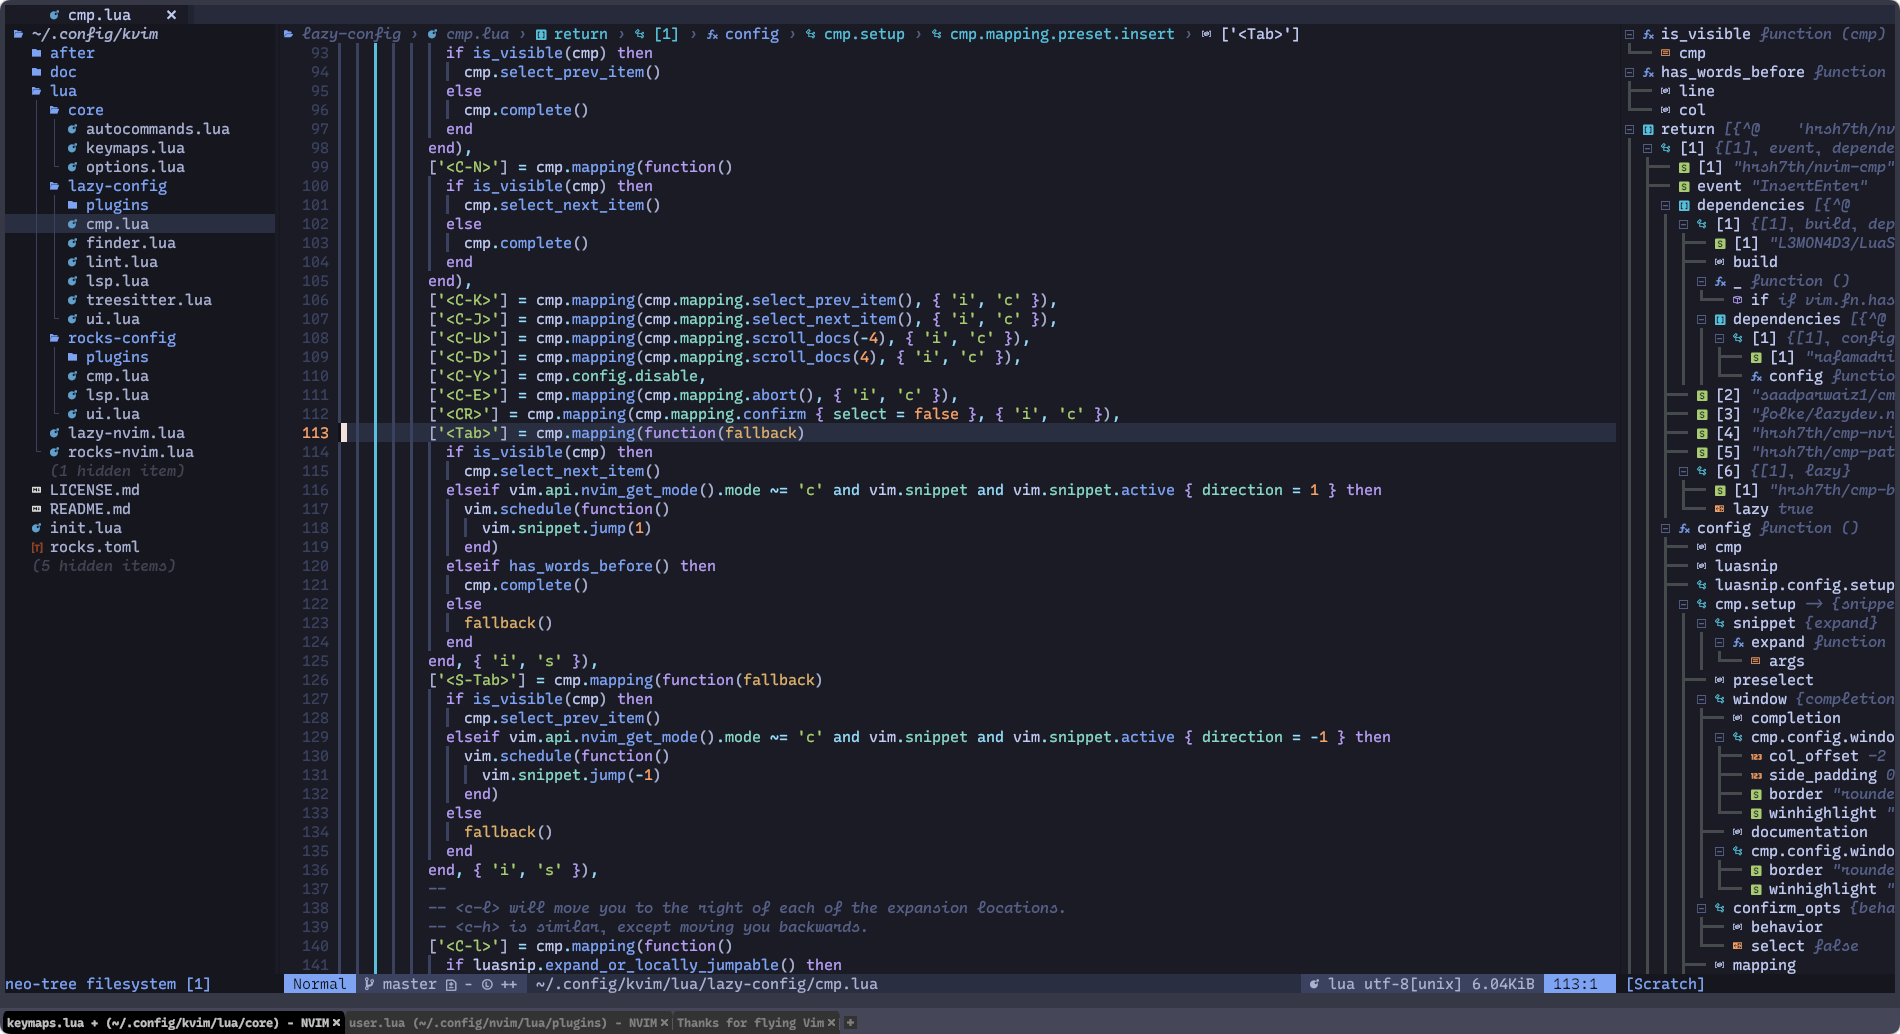 cmp.lua ×
~/.config/kvim
after
doc
lua
core
autocommands.lua
keymaps.lua
options.lua
lazy-config
plugins
cmp.lua
finder.lua
lint.lua
lsp.lua
treesitter.lua
ui.lua
rocks-config
plugins
cmp.lua
lsp.lua
ui.lua
lazy-nvim.lua
rocks-nvim.lua
(1 hidden item)
LICENSE.md
README.md
init.lua
rocks.toml
(5 hidden items)
neo-tree filesystem [1]
lazy-config › cmp.lua › return › [1] › config › cmp.setup › cmp.mapping.preset.insert › ['<Tab>']
93 if is_visible(cmp) then
94 cmp.select_prev_item()
95 else
96 cmp.complete()
97 end
98 end),
99 ['<C-N>'] = cmp.mapping(function()
100 if is_visible(cmp) then
101 cmp.select_next_item()
102 else
103 cmp.complete()
104 end
105 end),
106 ['<C-K>'] = cmp.mapping(cmp.mapping.select_prev_item(), { 'i', 'c' }),
107 ['<C-J>'] = cmp.mapping(cmp.mapping.select_next_item(), { 'i', 'c' }),
108 ['<C-U>'] = cmp.mapping(cmp.mapping.scroll_docs(-4), { 'i', 'c' }),
109 ['<C-D>'] = cmp.mapping(cmp.mapping.scroll_docs(4), { 'i', 'c' }),
110 ['<C-Y>'] = cmp.config.disable,
111 ['<C-E>'] = cmp.mapping(cmp.mapping.abort(), { 'i', 'c' }),
112 ['<CR>'] = cmp.mapping(cmp.mapping.confirm { select = false }, { 'i', 'c' }),
113 ['<Tab>'] = cmp.mapping(function(fallback)
114 if is_visible(cmp) then
115 cmp.select_next_item()
116 elseif vim.api.nvim_get_mode().mode ~= 'c' and vim.snippet and vim.snippet.active { direction = 1 } then
117 vim.schedule(function()
118 vim.snippet.jump(1)
119 end)
120 elseif has_words_before() then
121 cmp.complete()
122 else
123 fallback()
124 end
125 end, { 'i', 's' }),
126 ['<S-Tab>'] = cmp.mapping(function(fallback)
127 if is_visible(cmp) then
128 cmp.select_prev_item()
129 elseif vim.api.nvim_get_mode().mode ~= 'c' and vim.snippet and vim.snippet.active { direction = -1 } then
130 vim.schedule(function()
131 vim.snippet.jump(-1)
132 end)
133 else
134 fallback()
135 end
136 end, { 'i', 's' }),
137 --
138 -- <c-l> will move you to the right of each of the expansion locations.
139 -- <c-h> is similar, except moving you backwards.
140 ['<C-l>'] = cmp.mapping(function()
141 if luasnip.expand_or_locally_jumpable() then
Normal master - ++ ~/.config/kvim/lua/lazy-config/cmp.lua lua utf-8[unix] 6.04KiB 113:1
is_visible function (cmp)
cmp
has_words_before function
line
col
return [{^@ 'hrsh7th/nv
[1] {[1], event, depende
[1] "hrsh7th/nvim-cmp"
event "InsertEnter"
dependencies [{^@
[1] {[1], build, dep
[1] "L3MON4D3/LuaS
build
_ function ()
if if vim.fn.has
dependencies [{^@
[1] {[1], config
[1] "rafamadri
config functio
[2] "saadparwaiz1/cm
[3] "folke/lazydev.n
[4] "hrsh7th/cmp-nvi
[5] "hrsh7th/cmp-pat
[6] {[1], lazy}
[1] "hrsh7th/cmp-b
lazy true
config function ()
cmp
luasnip
luasnip.config.setup
cmp.setup -> {snippe
snippet {expand}
expand function
args
preselect
window {completion
completion
cmp.config.windo
col_offset -2
side_padding 0
border "rounde
winhighlight "
documentation
cmp.config.windo
border "rounde
winhighlight "
confirm_opts {beha
behavior
select false
mapping
[Scratch]
keymaps.lua + (~/.config/kvim/lua/core) - NVIM × user.lua (~/.config/nvim/lua/plugins) - NVIM × Thanks for flying Vim × +